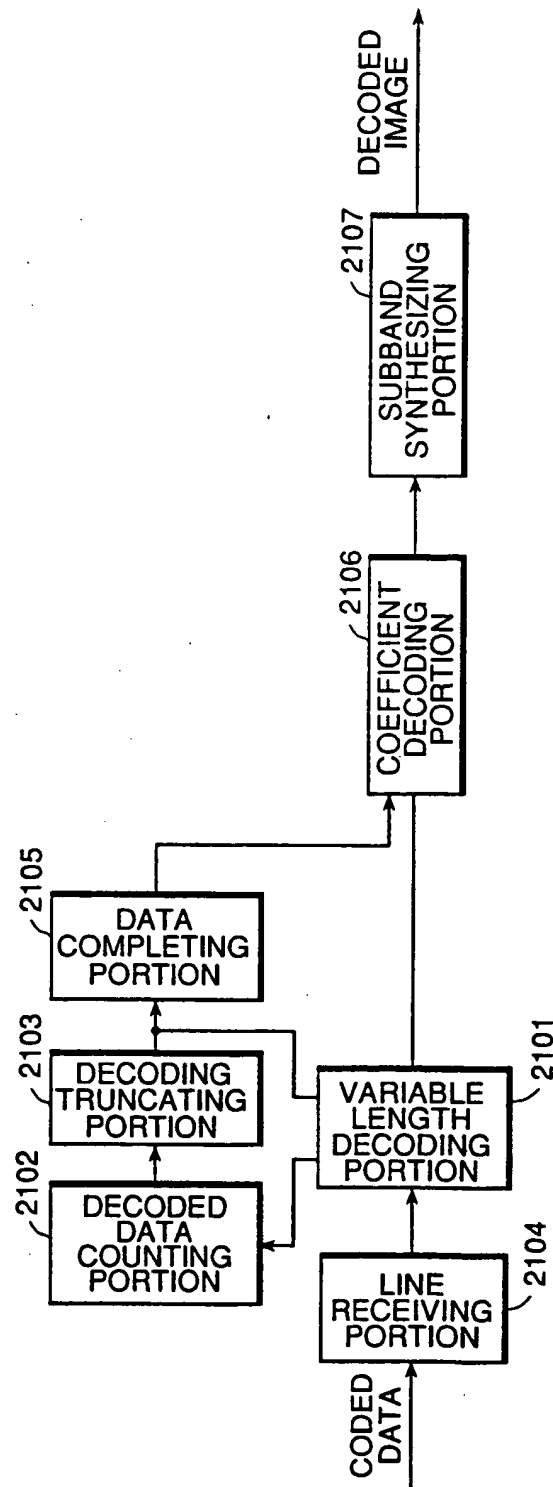 CODED
DATA
LINE
RECEIVING
PORTION
2104
VARIABLE
LENGTH
DECODING
PORTION
2101
DECODED
DATA
COUNTING
PORTION
2102
DECODING
TRUNCATING
PORTION
2103
DATA
COMPLETING
PORTION
2105
COEFFICIENT
DECODING
PORTION
2106
SUBBAND
SYNTHESIZING
PORTION
2107
DECODED
IMAGE